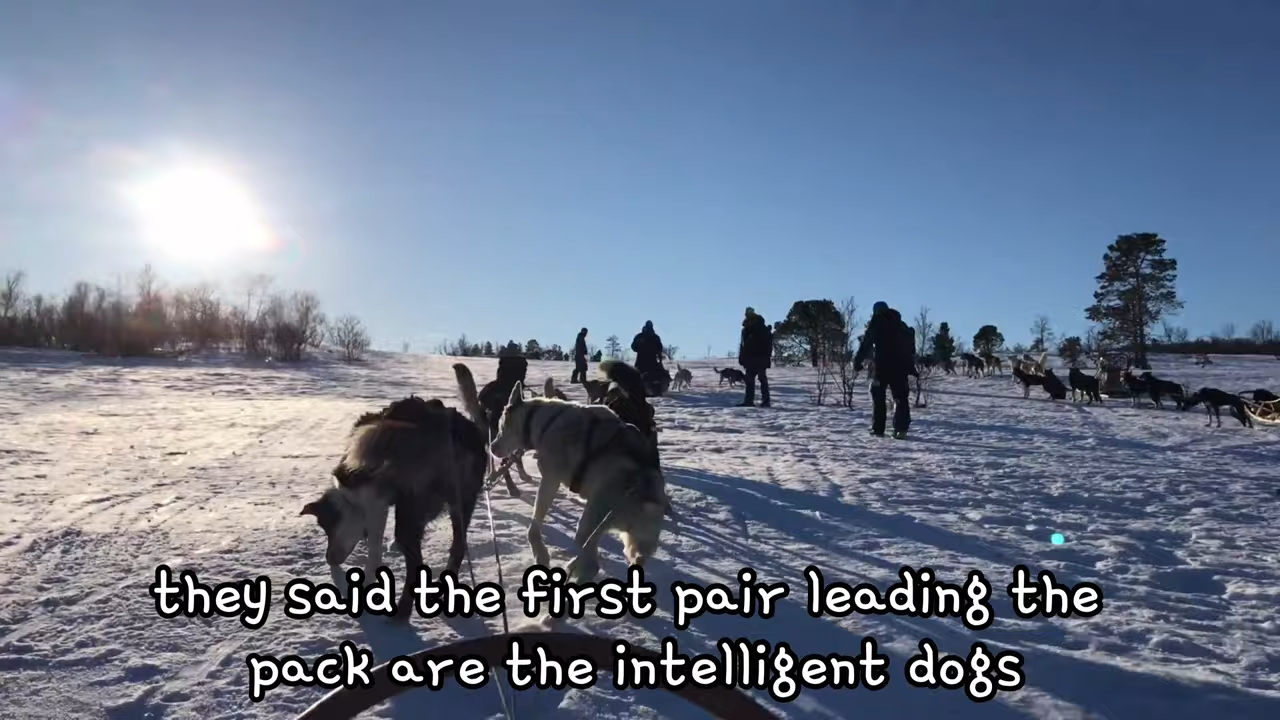 they said the first pair leading the
pack are the intelligent dogs